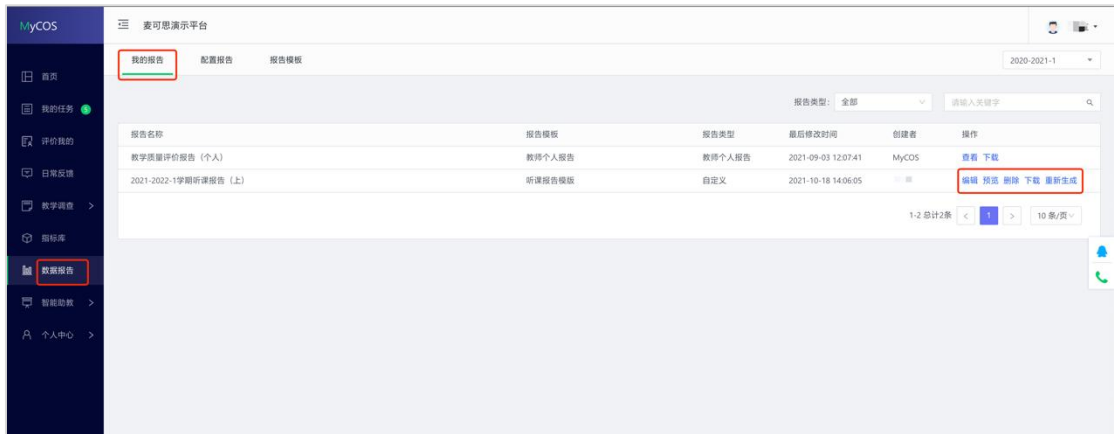 MyCOS
麦可思演示平台
我的报告 配置报告 报告模板
2020-2021-1
首页
我的任务 5
评价我的
日常反馈
教学调查
指标库
数据报告
智能助教
个人中心
报告类型: 全部 请输入关键字
报告名称 报告模板 报告类型 最后修改时间 创建者 操作
教学质量评价报告（个人） 教师个人报告 教师个人报告 2021-09-03 12:07:41 MyCOS 查看 下载
2021-2022-1学期听课报告（上） 听课报告模版 自定义 2021-10-18 14:06:05 编辑 预览 删除 下载 重新生成
1-2 总计2条 < 1 > 10 条/页